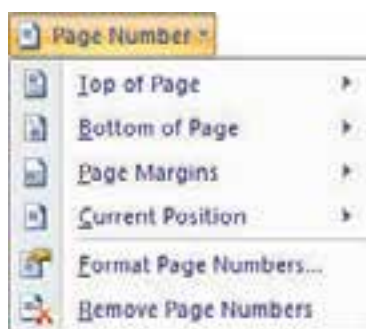 Page Number
Top of Page
Bottom of Page
Page Margins
Current Position
Format Page Numbers...
Remove Page Numbers